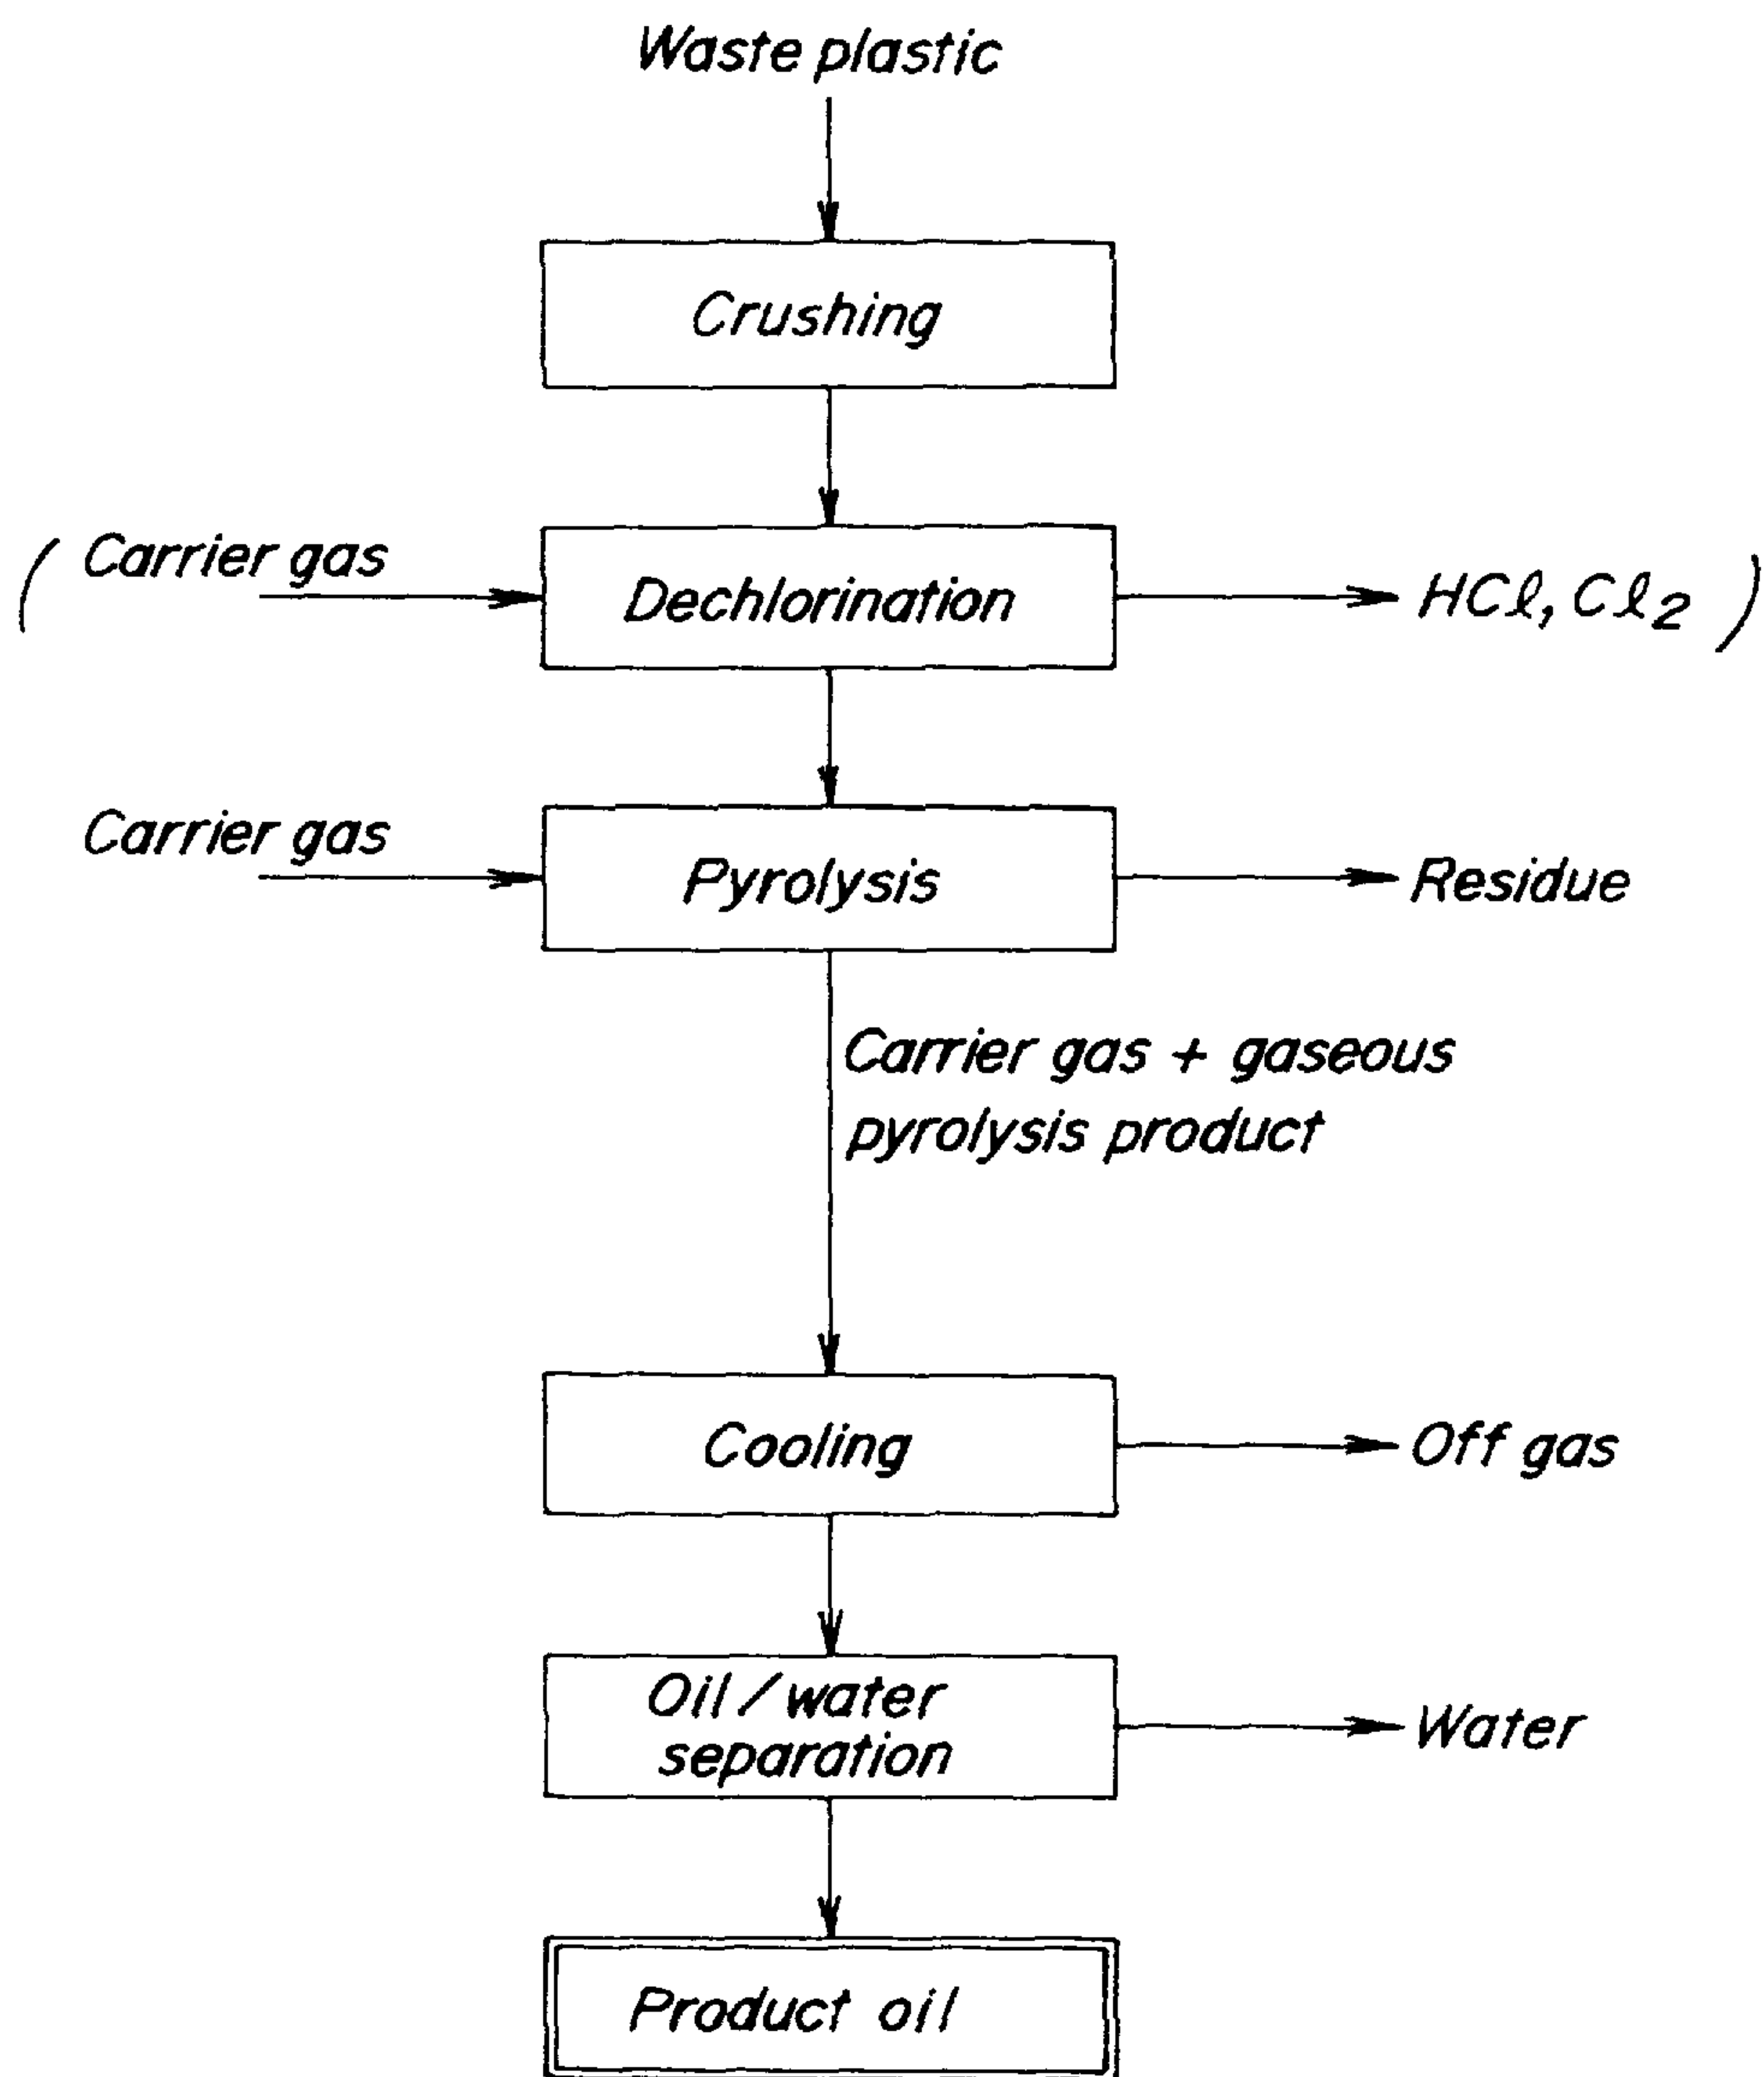 Waste plastic
Crushing
( Carrier gas
Dechlorination
HCl, Cl2 )
Carrier gas
Pyrolysis
Residue
Carrier gas + gaseous
pyrolysis product
Cooling
Off gas
Oil / water
separation
Water
Product oil